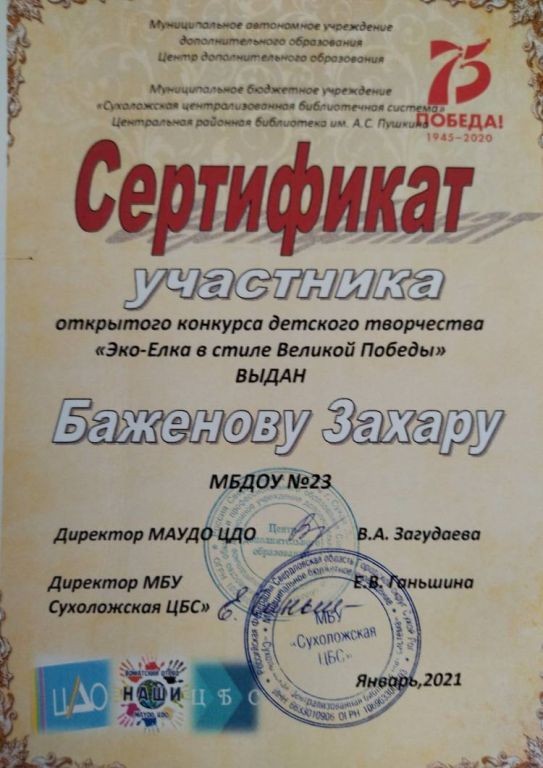 Муниципальное автономное учреждение
дополнительного образования
Центр дополнительного образования
Муниципальное бюджетное учреждение
«Сухоложская централизованная библиотечная система»
Центральная районная библиотека им. А.С. Пушкина
75
ПОБЕДА!
1945-2020
Сертификат
участника
открытого конкурса детского творчества
«Эко-Елка в стиле Великой Победы»
ВЫДАН
Баженову Захару
МБДОУ №23
Директор МАУДО ЦДО В.А. Загудаева
Директор МБУ Е.В. Ганьшина
Сухоложская ЦБС»
МБУ
«Сухоложская
ЦБС»
Январь,2021
ЦДО
НАШИ
ЦБС